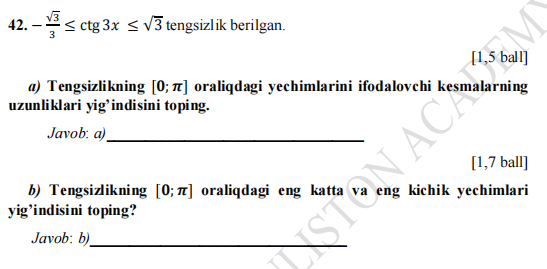 42. −√3/3 ≤ ctg 3x ≤ √3 tengsizlik berilgan.
[1,5 ball]
a) Tengsizlikning [0; π] oraliqdagi yechimlarini ifodalovchi kesmalarning
uzunliklari yig’indisini toping.
Javob: a)
[1,7 ball]
b) Tengsizlikning [0; π] oraliqdagi eng katta va eng kichik yechimlari
yig’indisini toping?
Javob: b)
LISTON ACADEMY